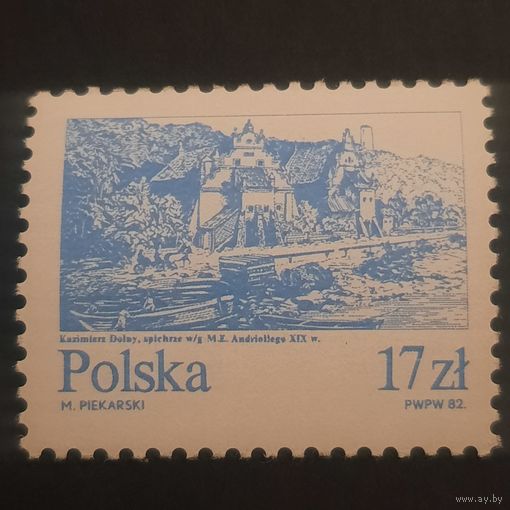 Kazimierz Dolny, spichrze w/g M.E. Andriollego XIX w.
Polska 17 zł
M. PIEKARSKI PWPW 82.
www.ay.by